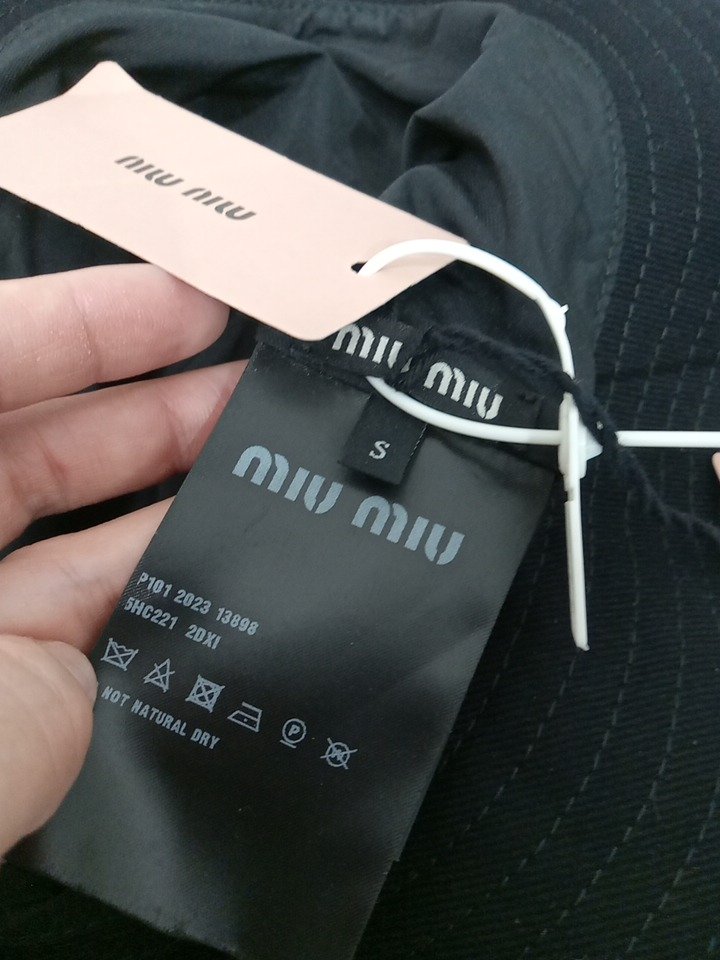 miu miu
miu miu
S
miu miu
P101 2023 13898
5HC221 2DXI
P
NOT NATURAL DRY